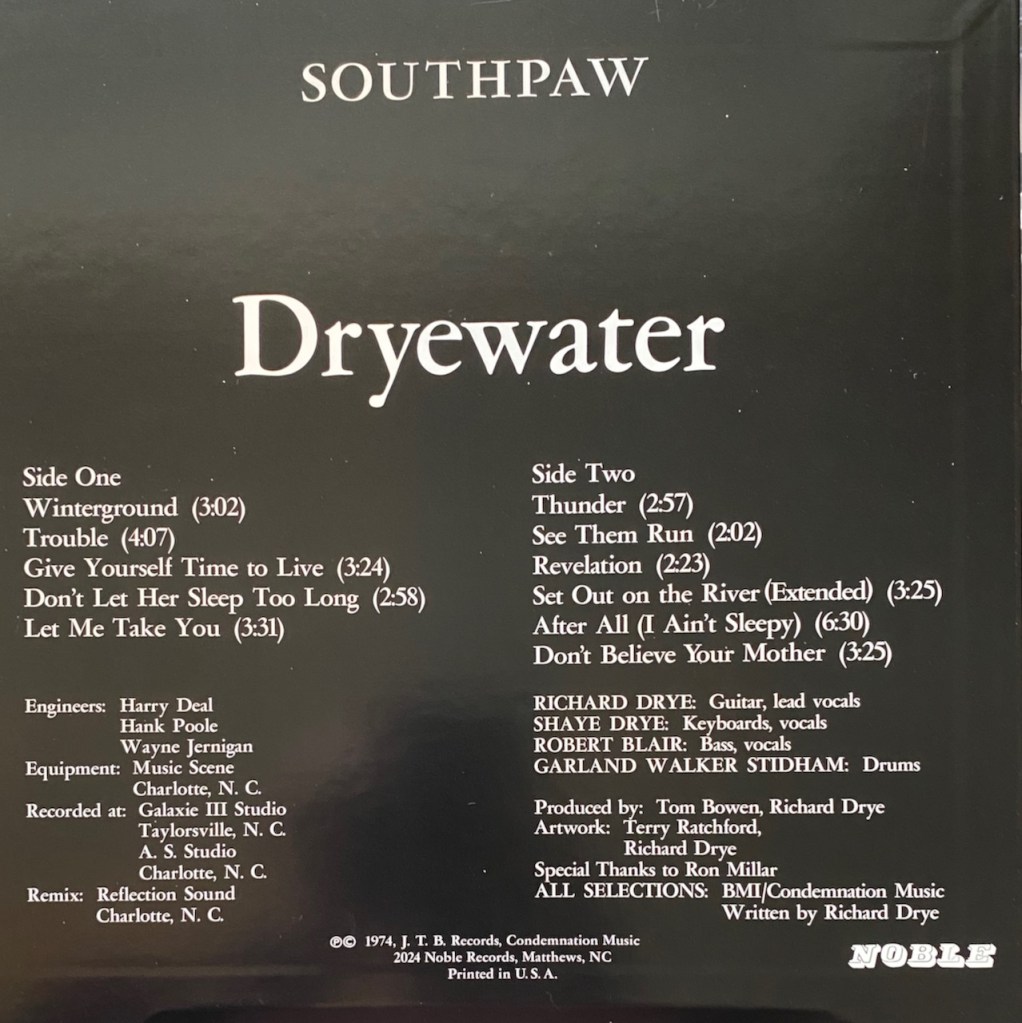 SOUTHPAW
Dryewater
Side One
Winterground (3:02)
Trouble (4:07)
Give Yourself Time to Live (3:24)
Don't Let Her Sleep Too Long (2:58)
Let Me Take You (3:31)
Side Two
Thunder (2:57)
See Them Run (2:02)
Revelation (2:23)
Set Out on the River (Extended) (3:25)
After All (I Ain't Sleepy) (6:30)
Don't Believe Your Mother (3:25)
Engineers: Harry Deal
Hank Poole
Wayne Jernigan
Equipment: Music Scene
Charlotte, N. C.
Recorded at: Galaxie III Studio
Taylorsville, N. C.
A. S. Studio
Charlotte, N. C.
Remix: Reflection Sound
Charlotte, N. C.
RICHARD DRYE: Guitar, lead vocals
SHAYE DRYE: Keyboards, vocals
ROBERT BLAIR: Bass, vocals
GARLAND WALKER STIDHAM: Drums
Produced by: Tom Bowen, Richard Drye
Artwork: Terry Ratchford,
Richard Drye
Special Thanks to Ron Millar
ALL SELECTIONS: BMI/Condemnation Music
Written by Richard Drye
℗© 1974, J. T. B. Records, Condemnation Music
2024 Noble Records, Matthews, NC
Printed in U. S. A.
NOBLE